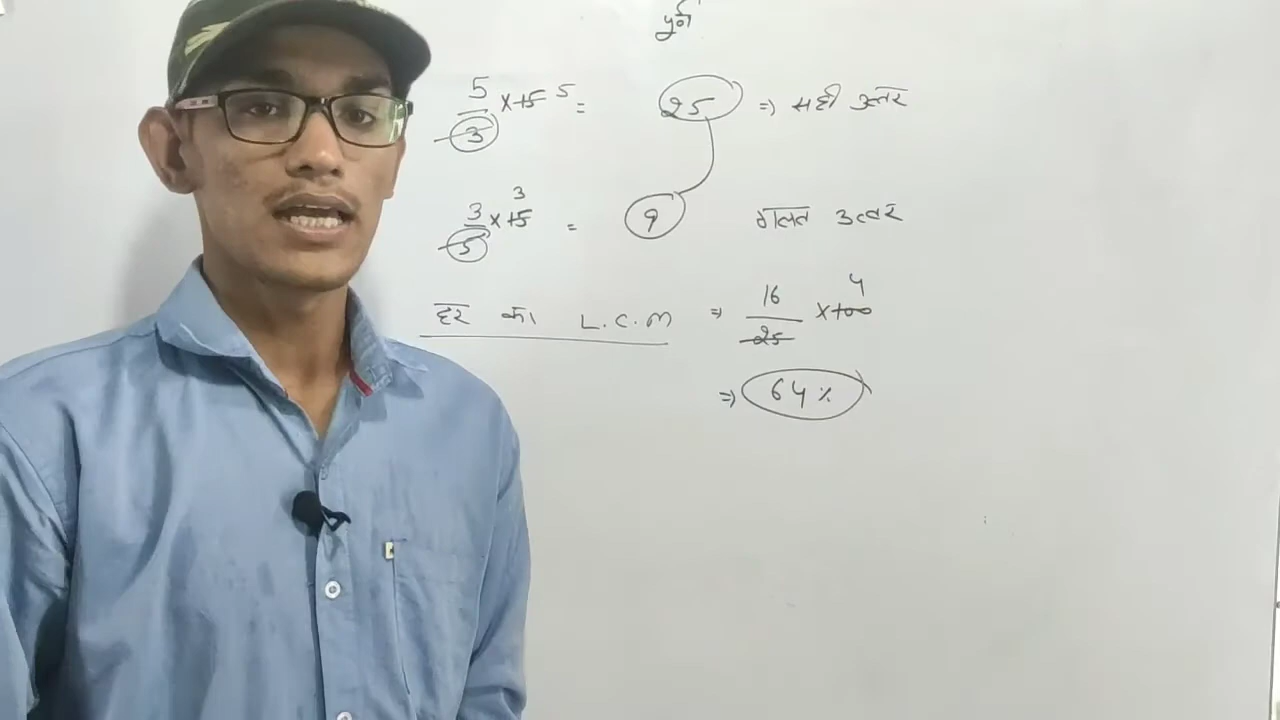 पुर्न
5/3 × 15 5 = 25 ⇒ सही उत्तर
3/5 × 15 3 = 9 गलत उत्तर
हर का L.C.M ⇒ 16/25 × 100 4
⇒ 64%